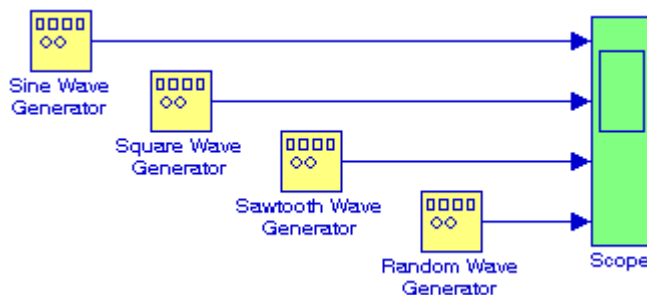 Sine Wave
Generator
Square Wave
Generator
Sawtooth Wave
Generator
Random Wave
Generator
Scope